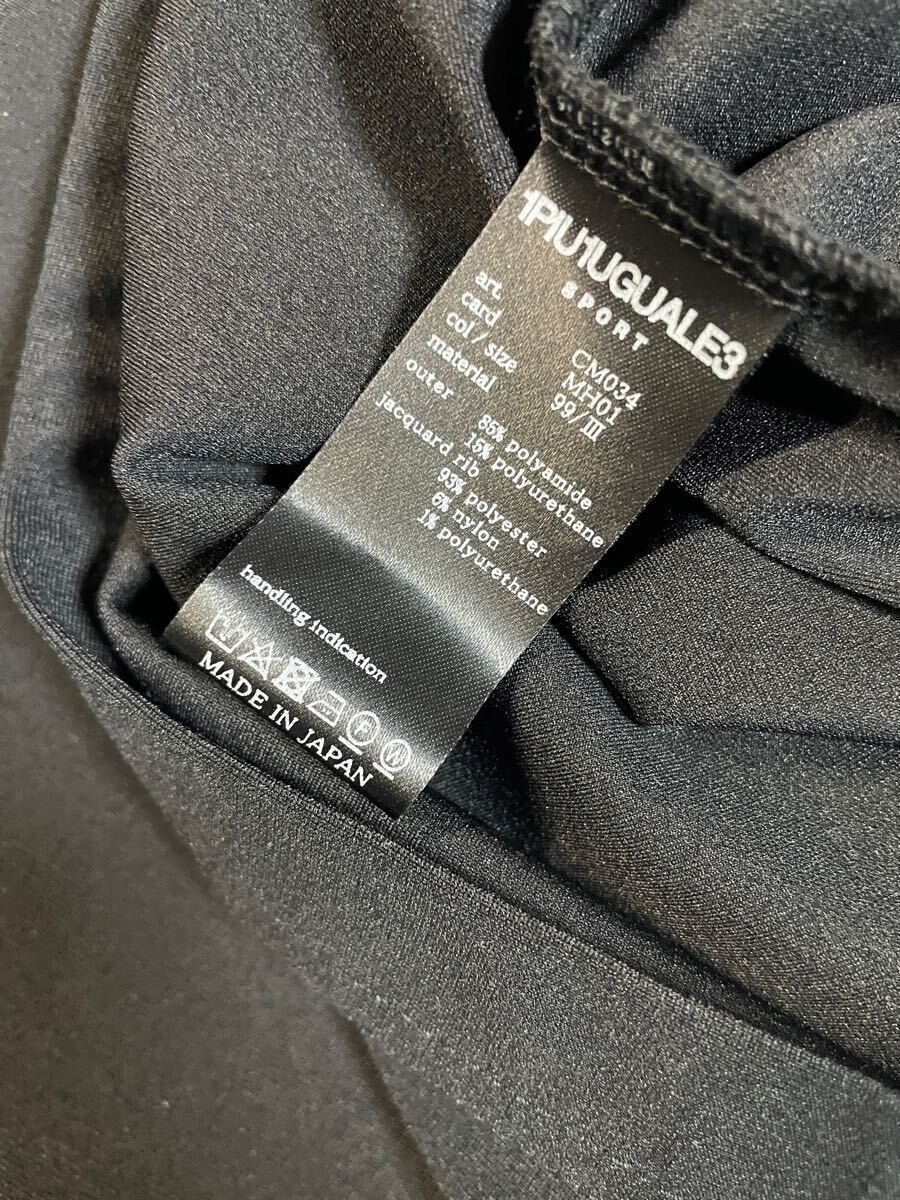 1PIU1UGUALE3
SPORT
art. CM034
card MH01
col/size 99/III
material
outer 85% polyamide
15% polyurethane
jacquard rib
93% polyester
6% nylon
1% polyurethane
handling indication
F W
MADE IN JAPAN